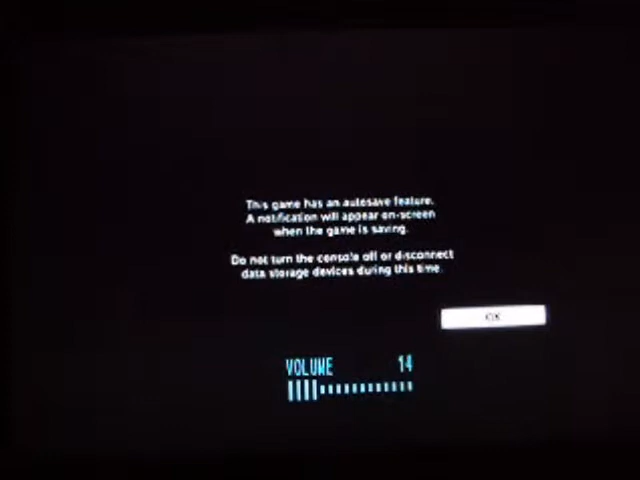 This game has an autosave feature.
A notification will appear on-screen
when the game is saving.
Do not turn the console off or disconnect
data storage devices during this time.
OK
VOLUME 14